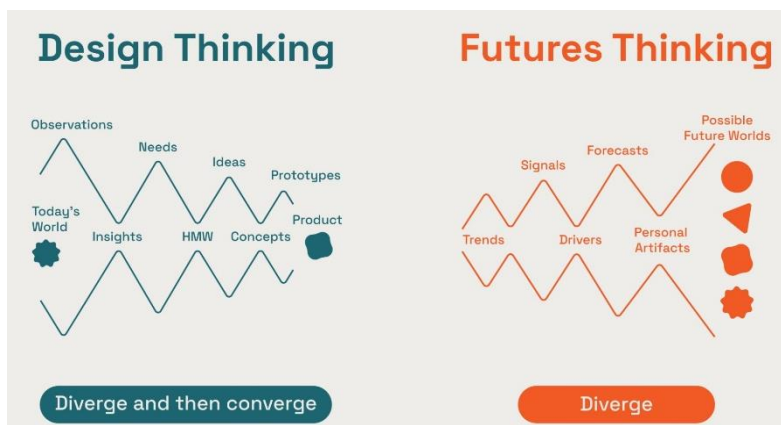 Design Thinking
Observations
Needs
Ideas
Prototypes
Today's
World
Insights
HMW
Concepts
Product
Diverge and then converge
Futures Thinking
Possible
Future Worlds
Forecasts
Signals
Trends
Drivers
Personal
Artifacts
Diverge